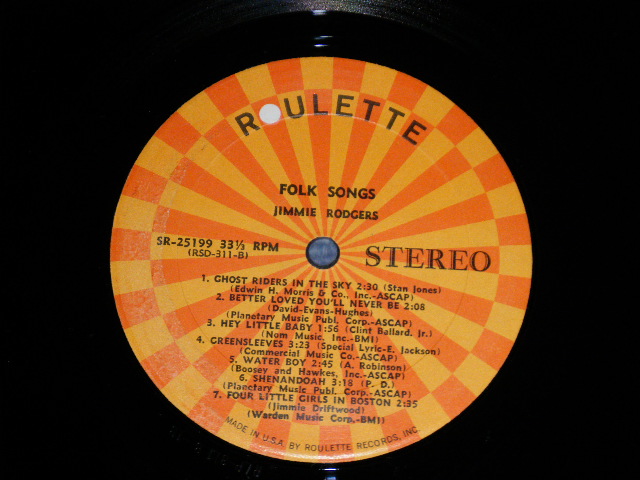 ROULETTE
FOLK SONGS
JIMMIE RODGERS
SR-25199 33⅓ RPM
(RSD-311-B)
STEREO
1. GHOST RIDERS IN THE SKY 2:30 (Stan Jones)
(Edwin H. Morris & Co., Inc.-ASCAP)
2. BETTER LOVED YOU'LL NEVER BE 2:08
(David-Evans-Hughes)
(Planetary Music Publ. Corp.-ASCAP)
3. HEY LITTLE BABY 1:56 (Clint Ballard, Jr.)
(Nom Music, Inc.-BMI)
4. GREENSLEEVES 3:23 (Special Lyric-E. Jackson)
(Commercial Music Co.-ASCAP)
5. WATER BOY 2:45 (A. Robinson)
(Boosey and Hawkes, Inc.-ASCAP)
6. SHENANDOAH 3:18 (P. D.)
(Planetary Music Publ. Corp.-ASCAP)
7. FOUR LITTLE GIRLS IN BOSTON 2:35
(Jimmie Driftwood)
(Warden Music Corp.-BMI)
MADE IN U.S.A. BY ROULETTE RECORDS, INC.